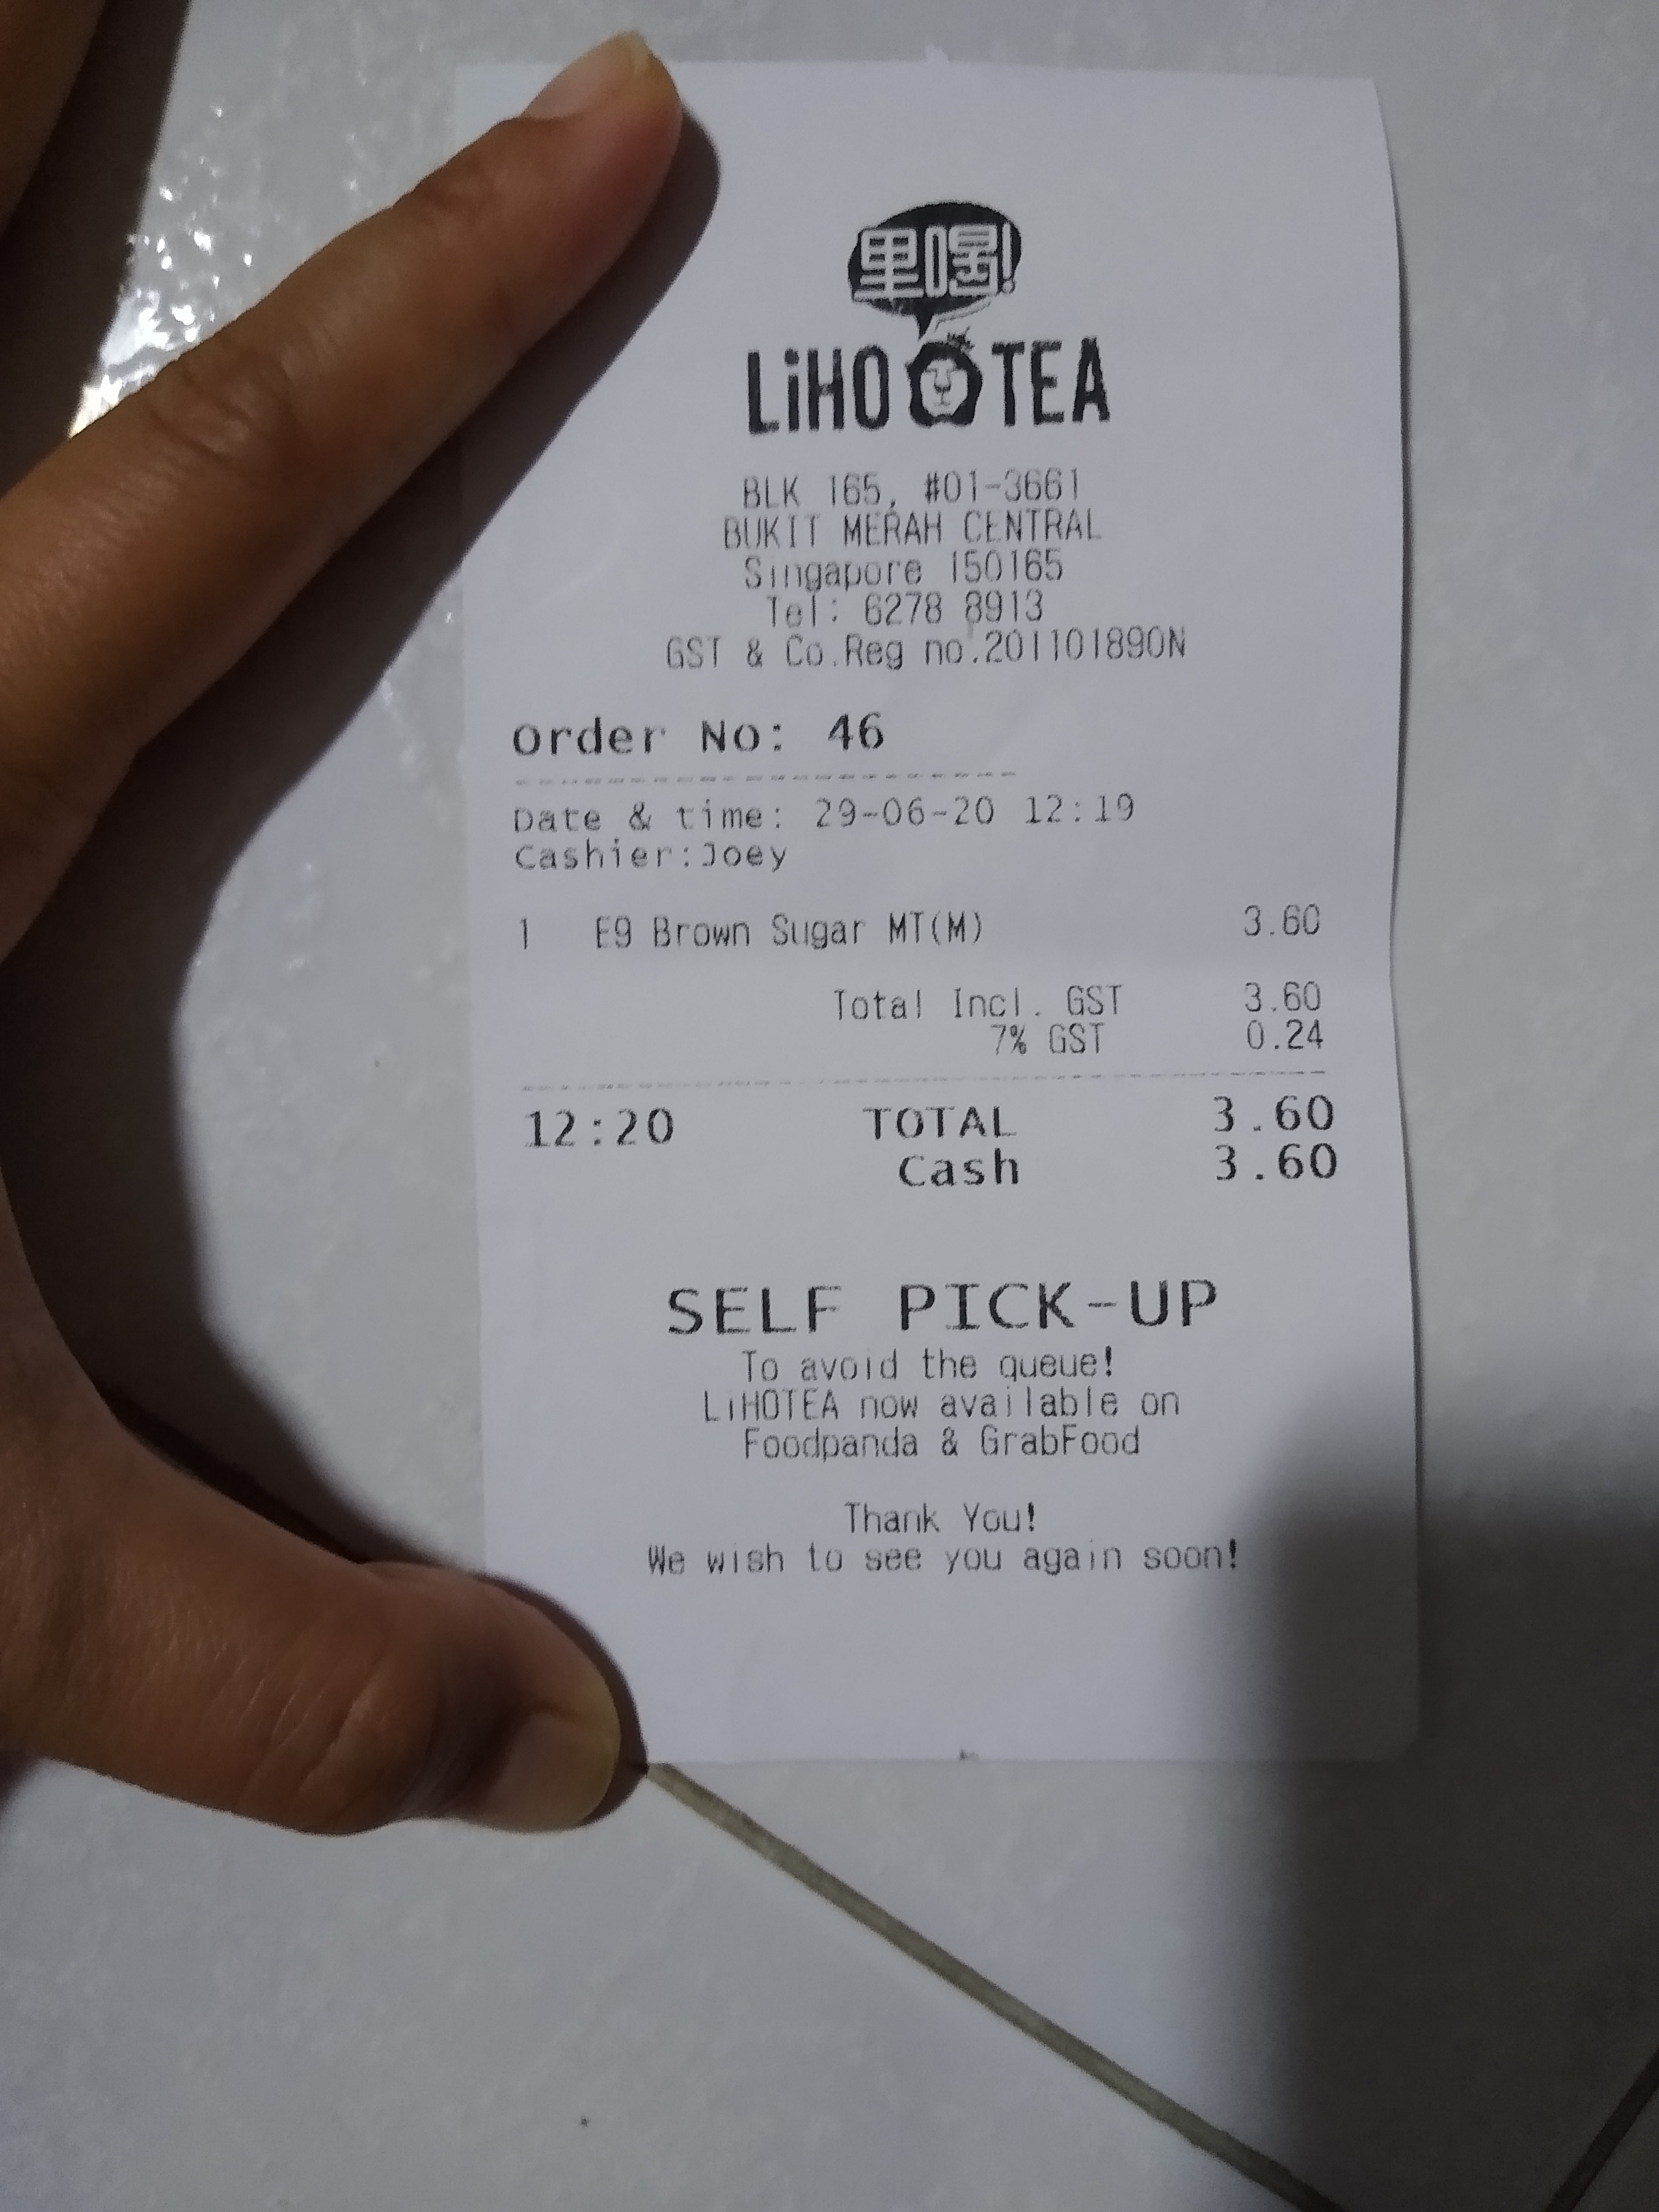 里喝!
LiHO TEA
BLK 165, #01-3661
BUKIT MERAH CENTRAL
Singapore 150165
Tel: 6278 8913
GST & Co.Reg no.201101890N
Order No: 46
Date & time: 29-06-20 12:19
Cashier:Joey
1 E9 Brown Sugar MT(M) 3.60
Total Incl. GST 3.60
7% GST 0.24
12:20 TOTAL 3.60
Cash 3.60
SELF PICK-UP
To avoid the queue!
LiHOTEA now available on
Foodpanda & GrabFood
Thank You!
We wish to see you again soon!